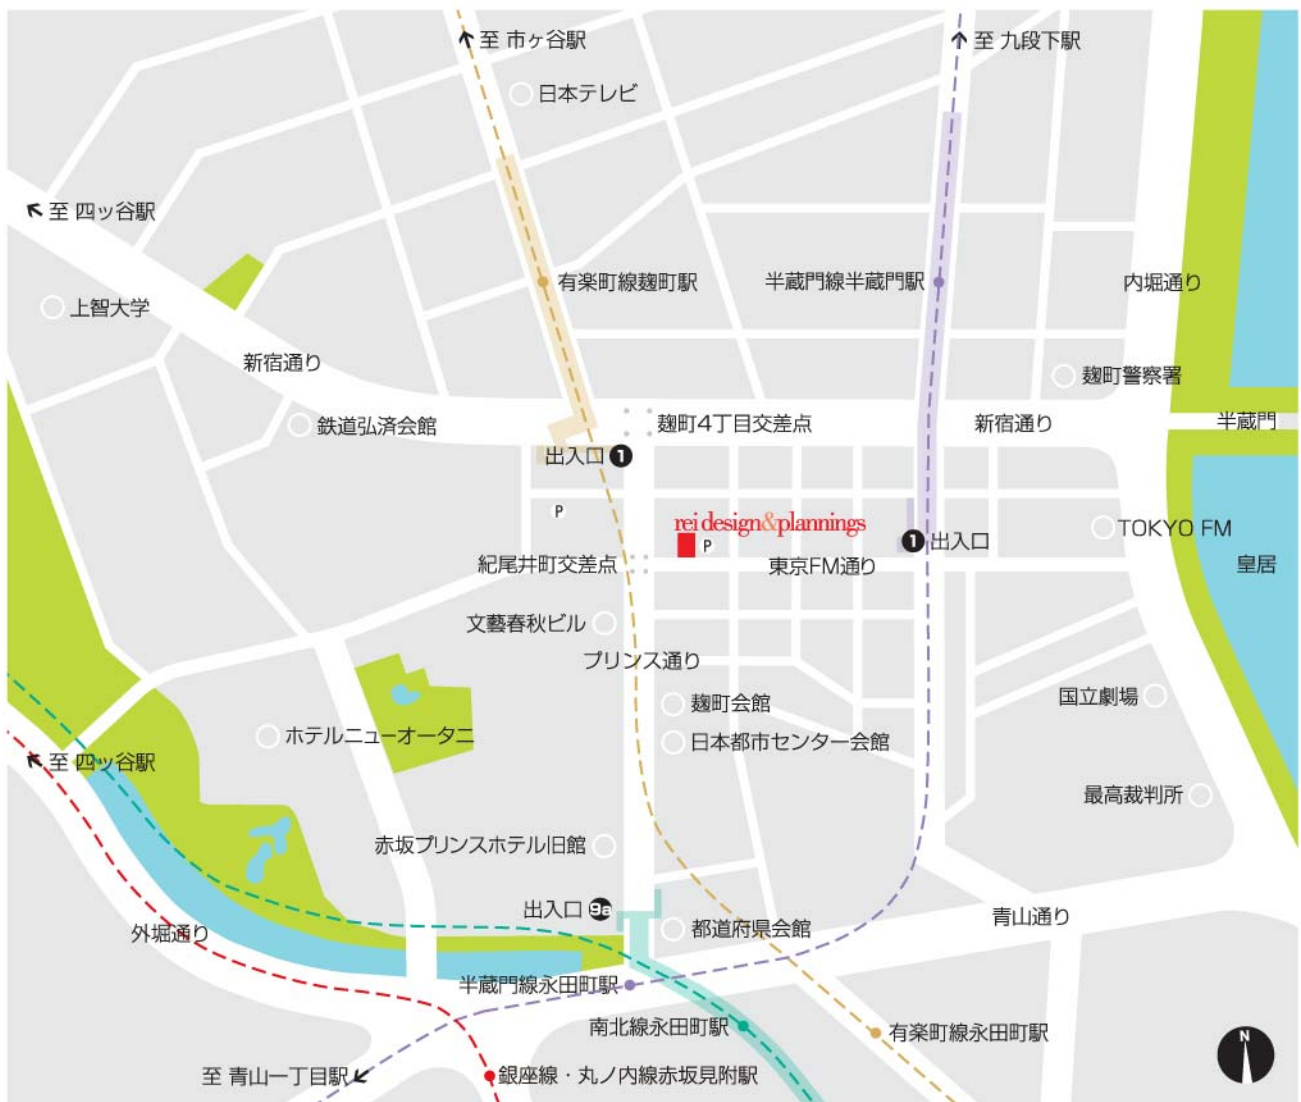 至 市ヶ谷駅
至 九段下駅
日本テレビ
至 四ッ谷駅
有楽町線麹町駅
半蔵門線半蔵門駅
内堀通り
上智大学
新宿通り
麹町警察署
鉄道弘済会館
麹町4丁目交差点
新宿通り
半蔵門
出入口 1
P
rei design&plannings
P
1 出入口
TOKYO FM
紀尾井町交差点
東京FM通り
皇居
文藝春秋ビル
プリンス通り
麹町会館
国立劇場
ホテルニューオータニ
日本都市センター会館
至 四ッ谷駅
最高裁判所
赤坂プリンスホテル旧館
出入口 9a
都道府県会館
青山通り
外堀通り
半蔵門線永田町駅
南北線永田町駅
有楽町線永田町駅
N
至 青山一丁目駅
銀座線・丸ノ内線赤坂見附駅